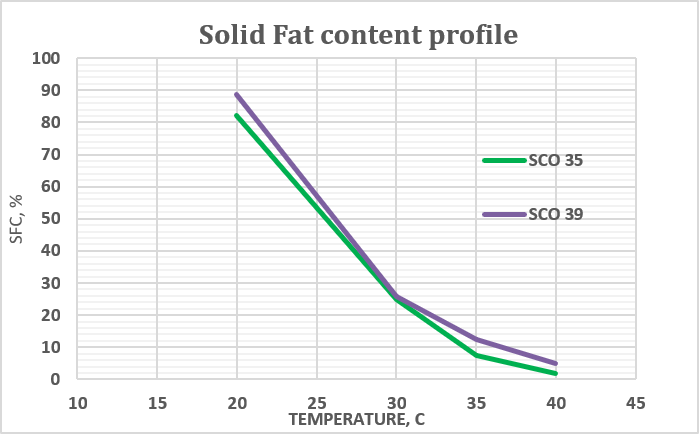 Solid Fat content profile
100
90
80
70
60
50
40
30
20
10
0
SFC, %
SCO 35
SCO 39
10 15 20 25 30 35 40 45
TEMPERATURE, C